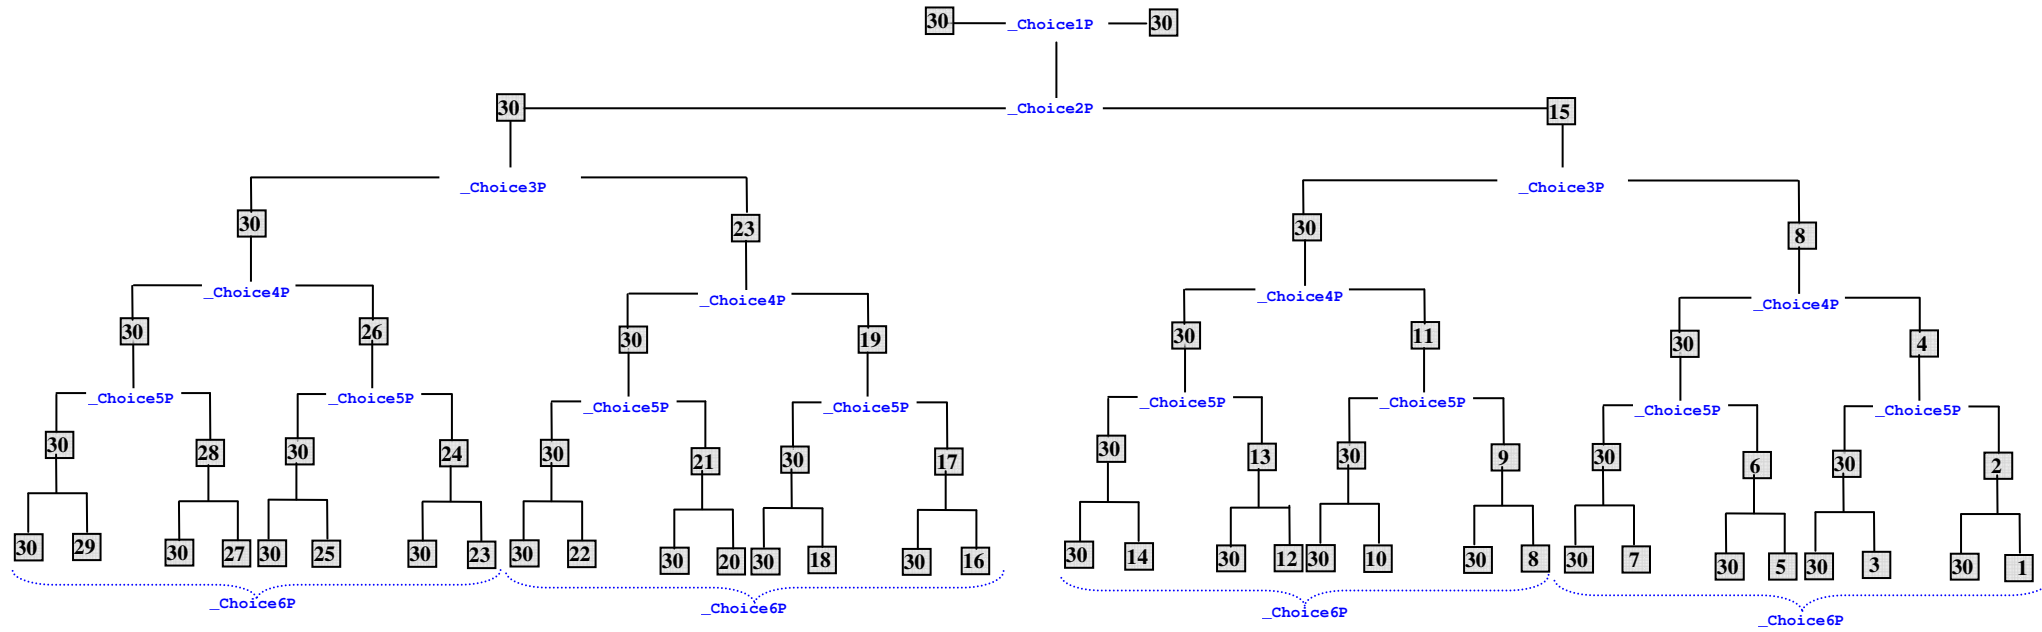 30 _Choice1P 30
30 _Choice2P 15
_Choice3P _Choice3P
30 23 30 8
_Choice4P _Choice4P _Choice4P _Choice4P
30 26 30 19 30 11 30 4
_Choice5P _Choice5P _Choice5P _Choice5P _Choice5P _Choice5P _Choice5P _Choice5P
30 28 30 24 30 21 30 17 30 13 30 9 30 6 30 2
30 29 30 27 30 25 30 23 30 22 30 20 30 18 30 16 30 14 30 12 30 10 30 8 30 7 30 5 30 3 30 1
_Choice6P _Choice6P _Choice6P _Choice6P